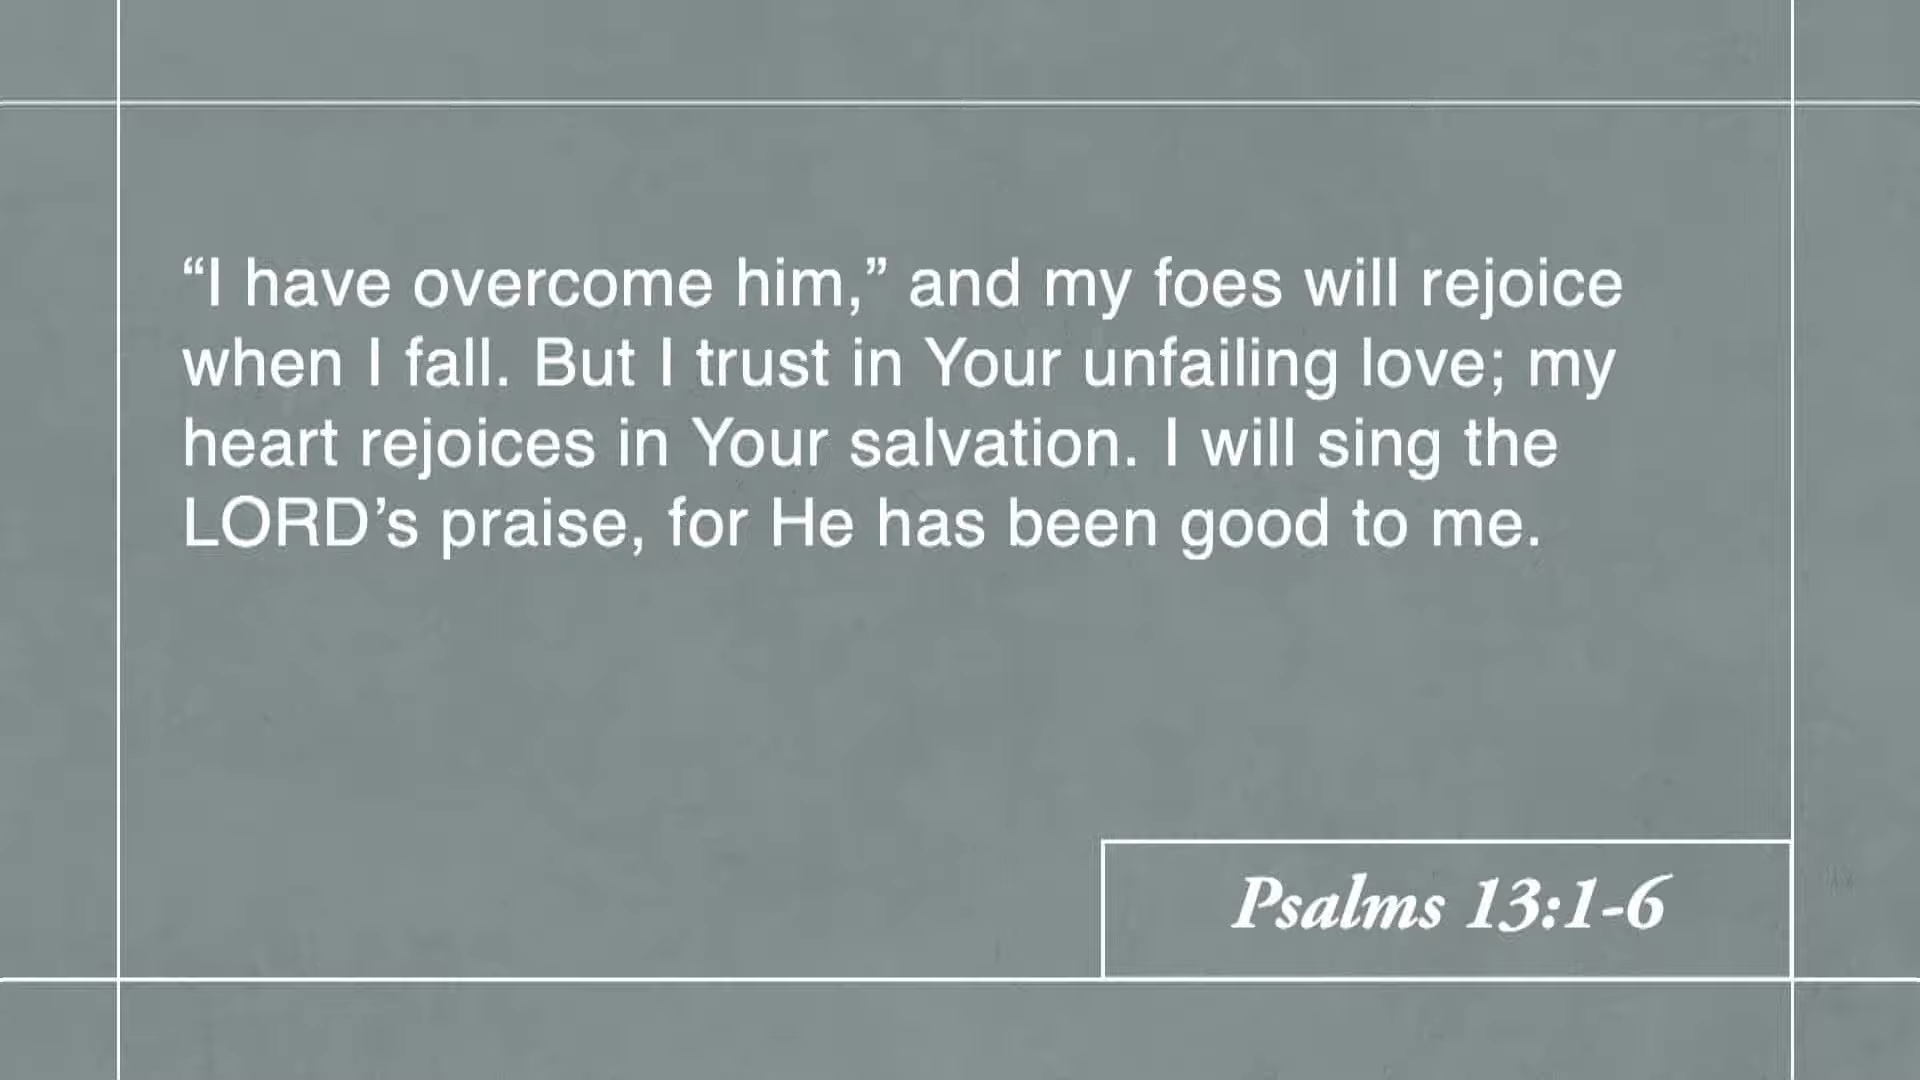 “I have overcome him,” and my foes will rejoice
when I fall. But I trust in Your unfailing love; my
heart rejoices in Your salvation. I will sing the
LORD’s praise, for He has been good to me.
Psalms 13:1-6